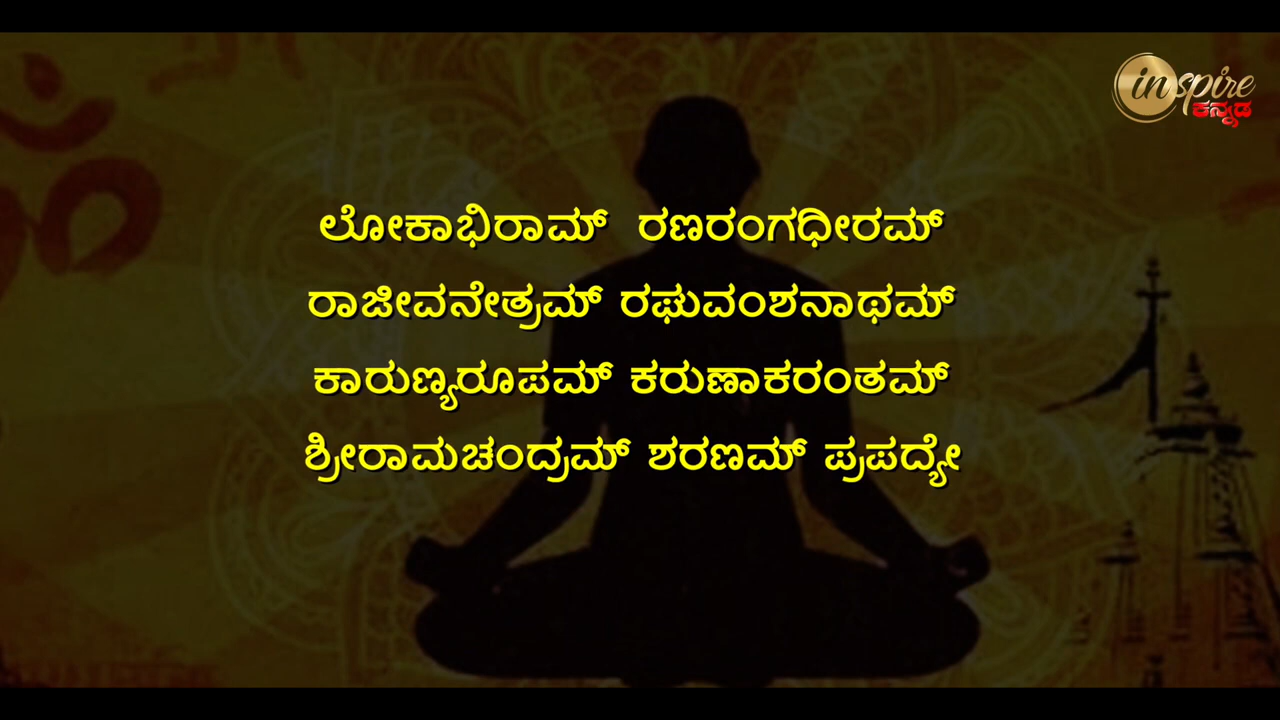 inspire
ಕನ್ನಡ
ಲೋಕಾಭಿರಾಮ್ ರಣರಂಗಧೀರಮ್
ರಾಜೀವನೇತ್ರಮ್ ರಘುವಂಶನಾಥಮ್
ಕಾರುಣ್ಯರೂಪಮ್ ಕರುಣಾಕರಂತಮ್
ಶ್ರೀರಾಮಚಂದ್ರಮ್ ಶರಣಮ್ ಪ್ರಪದ್ಯೇ